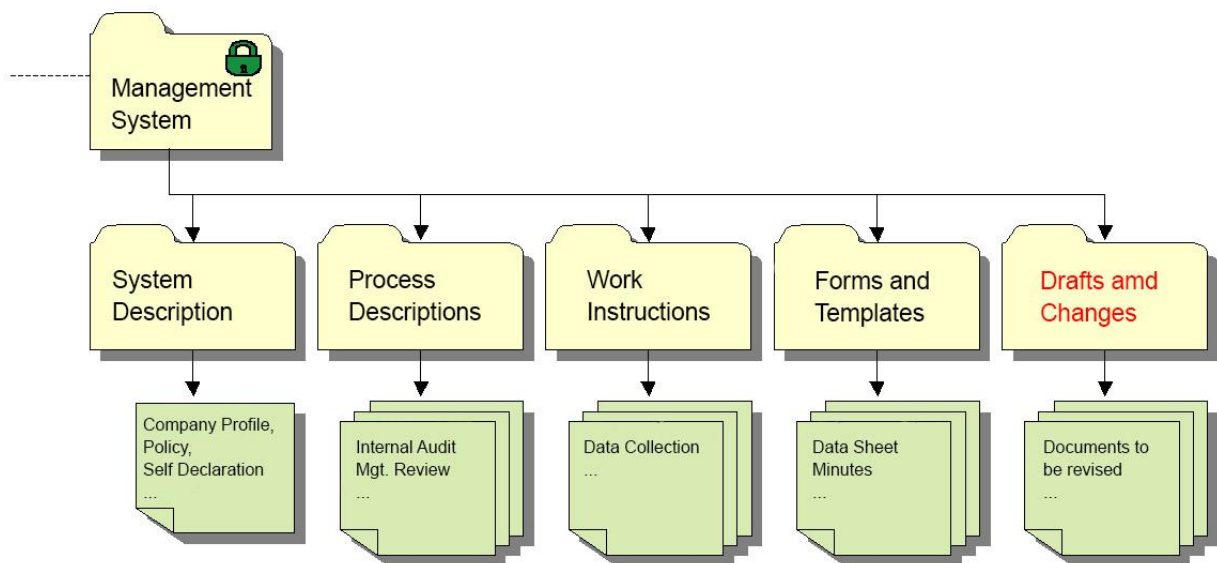 Management
System
System
Description
Process
Descriptions
Work
Instructions
Forms and
Templates
Drafts amd
Changes
Company Profile,
Policy,
Self Declaration
...
Internal Audit
Mgt. Review
...
Data Collection
...
Data Sheet
Minutes
...
Documents to
be revised
...